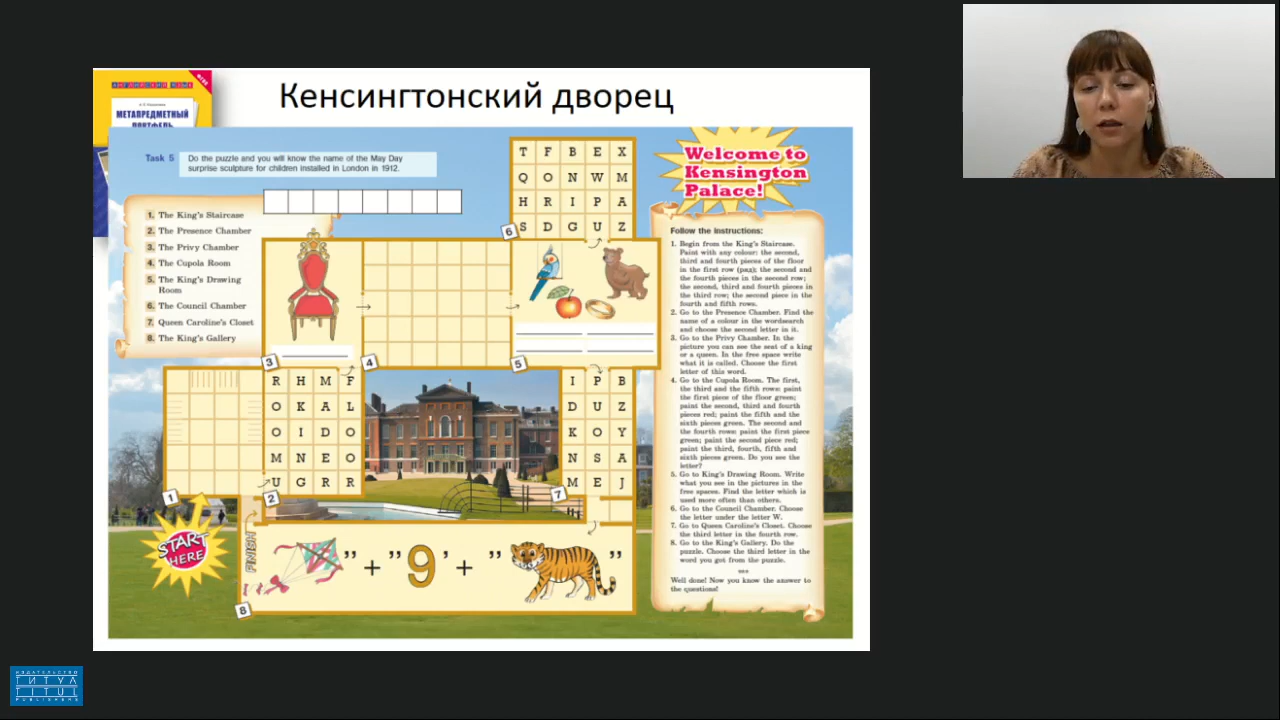 Кенсингтонский дворец
АНГЛИЙСКИЙ ЯЗЫК
ФГОС
МЕТАПРЕДМЕТНЫЙ
ПОРТФЕЛЬ
Task 5
Do the puzzle and you will know the name of the May Day
surprise sculpture for children installed in London in 1912.
1. The King's Staircase
2. The Presence Chamber
3. The Privy Chamber
4. The Cupola Room
5. The King's Drawing
Room
6. The Council Chamber
7. Queen Caroline's Closet
8. The King's Gallery
T F B E X
Q O N W M
H R I P A
S D G U Z
6
3
4
5
R H M F
O K A L
O I D O
M N E O
U G R R
1
2
I P B
D U Z
K O Y
N S A
M E J
7
START
HERE
FINISH
" + "9' + " "
8
Welcome to
Kensington
Palace!
Follow the instructions:
1. Begin from the King's Staircase.
Paint with any colour: the second,
third and fourth pieces of the floor
in the first row (ряд); the second and
the fourth pieces in the second row;
the second, third and fourth pieces in
the third row; the second piece in the
fourth and fifth rows.
2. Go to the Presence Chamber. Find the
name of a colour in the wordsearch
and choose the second letter in it.
3. Go to the Privy Chamber. In the
picture you can see the seat of a king
or a queen. In the free space write
what it is called. Choose the first
letter of this word.
4. Go to the Cupola Room. The first,
the third and the fifth rows: paint
the first piece of the floor green;
paint the second, third and fourth
pieces red; paint the fifth and the
sixth pieces green. The second and
the fourth rows: paint the first piece
green; paint the second piece red;
paint the third, fourth, fifth and
sixth pieces green. Do you see the
letter?
5. Go to King's Drawing Room. Write
what you see in the pictures in the
free spaces. Find the letter which is
used more often than others.
6. Go to the Council Chamber. Choose
the letter under the letter W.
7. Go to Queen Caroline's Closet. Choose
the third letter in the fourth row.
8. Go to the King's Gallery. Do the
puzzle. Choose the third letter in the
word you got from the puzzle.
***
Well done! Now you know the answer to
the questions!
ИЗДАТЕЛЬСТВО
ТИТУЛ
TITUL
PUBLISHERS